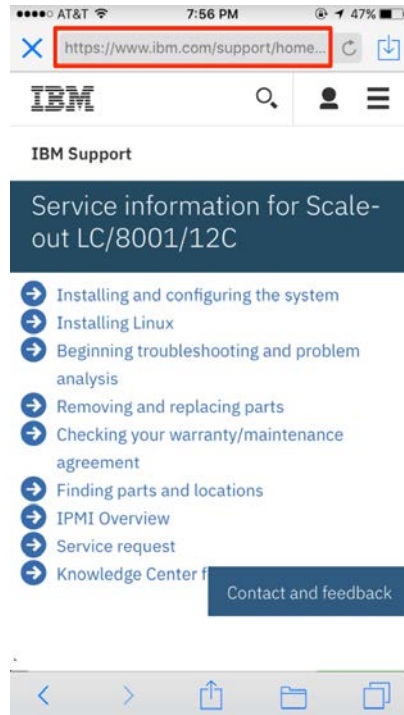 AT&T 7:56 PM 47%
https://www.ibm.com/support/home...
IBM
IBM Support
Service information for Scale-
out LC/8001/12C
Installing and configuring the system
Installing Linux
Beginning troubleshooting and problem
analysis
Removing and replacing parts
Checking your warranty/maintenance
agreement
Finding parts and locations
IPMI Overview
Service request
Knowledge Center f
Contact and feedback